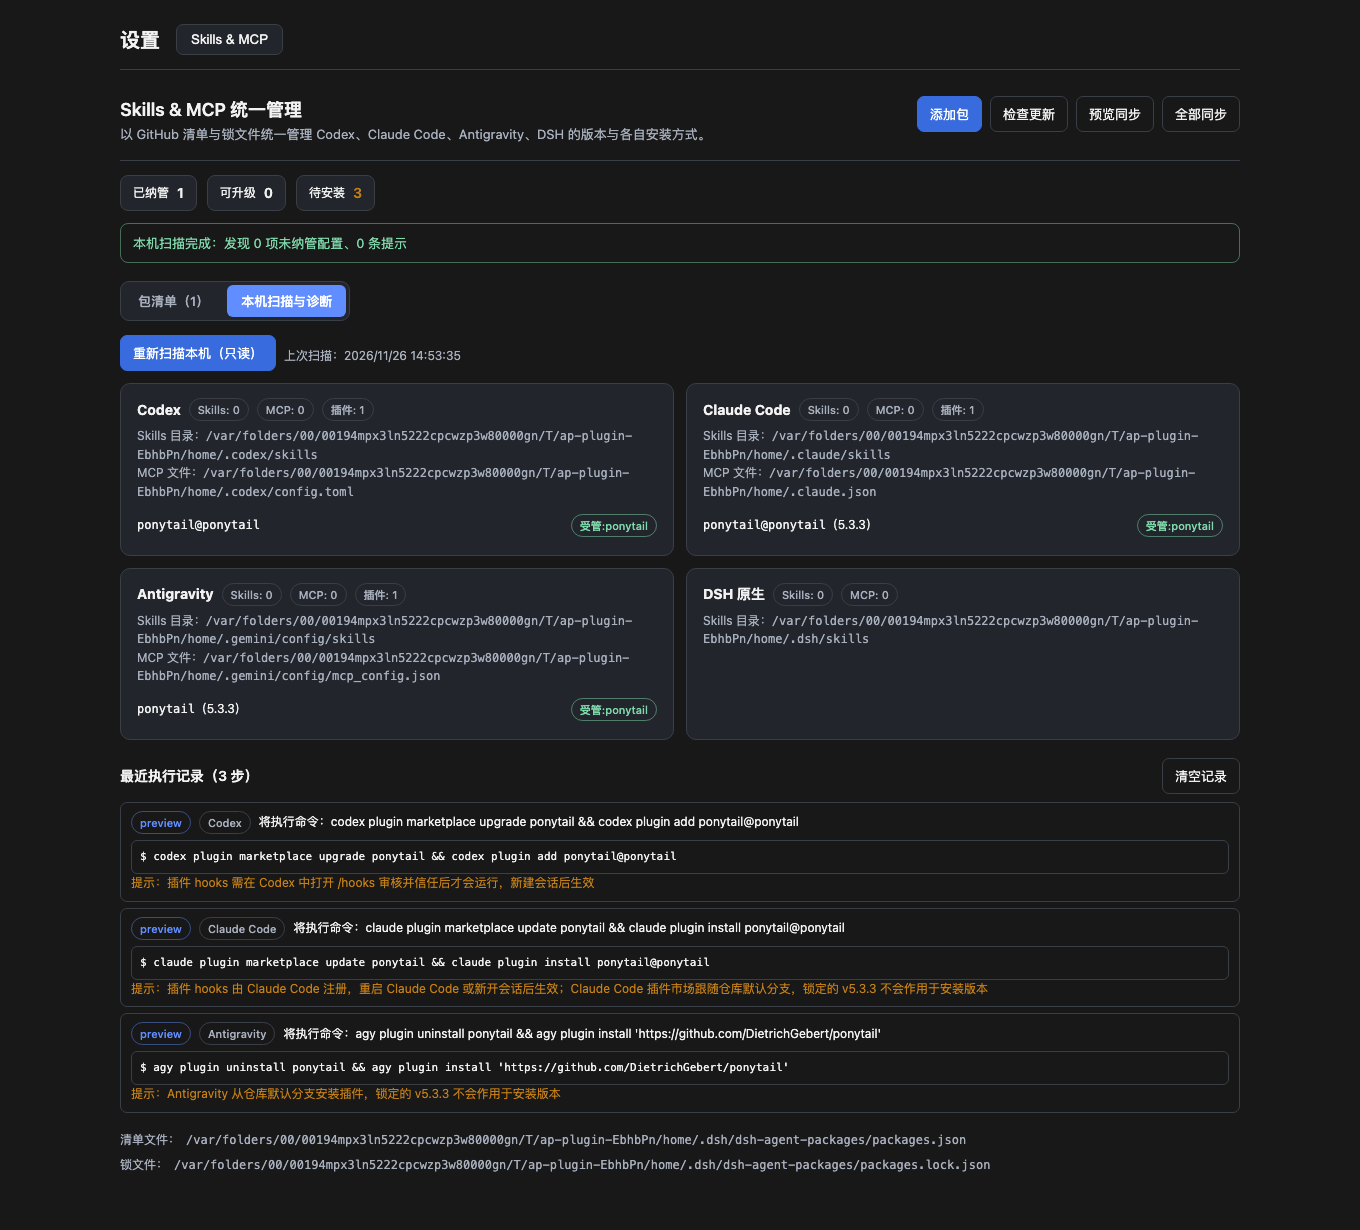 设置
Skills & MCP
Skills & MCP 统一管理
以 GitHub 清单与锁文件统一管理 Codex、Claude Code、Antigravity、DSH 的版本与各自安装方式。
添加包
检查更新
预览同步
全部同步
已纳管 1
可升级 0
待安装 3
本机扫描完成：发现 0 项未纳管配置、0 条提示
包清单（1）
本机扫描与诊断
重新扫描本机（只读）
上次扫描：2026/11/26 14:53:35
Codex
Skills: 0
MCP: 0
插件: 1
Skills 目录：/var/folders/00/00194mpx3ln5222cpcwzp3w80000gn/T/ap-plugin-
EbhbPn/home/.codex/skills
MCP 文件：/var/folders/00/00194mpx3ln5222cpcwzp3w80000gn/T/ap-plugin-
EbhbPn/home/.codex/config.toml
ponytail@ponytail
受管:ponytail
Claude Code
Skills: 0
MCP: 0
插件: 1
Skills 目录：/var/folders/00/00194mpx3ln5222cpcwzp3w80000gn/T/ap-plugin-
EbhbPn/home/.claude/skills
MCP 文件：/var/folders/00/00194mpx3ln5222cpcwzp3w80000gn/T/ap-plugin-
EbhbPn/home/.claude.json
ponytail@ponytail（5.3.3）
受管:ponytail
Antigravity
Skills: 0
MCP: 0
插件: 1
Skills 目录：/var/folders/00/00194mpx3ln5222cpcwzp3w80000gn/T/ap-plugin-
EbhbPn/home/.gemini/config/skills
MCP 文件：/var/folders/00/00194mpx3ln5222cpcwzp3w80000gn/T/ap-plugin-
EbhbPn/home/.gemini/config/mcp_config.json
ponytail（5.3.3）
受管:ponytail
DSH 原生
Skills: 0
MCP: 0
Skills 目录：/var/folders/00/00194mpx3ln5222cpcwzp3w80000gn/T/ap-plugin-
EbhbPn/home/.dsh/skills
最近执行记录（3 步）
清空记录
preview
Codex
将执行命令：codex plugin marketplace upgrade ponytail && codex plugin add ponytail@ponytail
$ codex plugin marketplace upgrade ponytail && codex plugin add ponytail@ponytail
提示：插件 hooks 需在 Codex 中打开 /hooks 审核并信任后才会运行，新建会话后生效
preview
Claude Code
将执行命令：claude plugin marketplace update ponytail && claude plugin install ponytail@ponytail
$ claude plugin marketplace update ponytail && claude plugin install ponytail@ponytail
提示：插件 hooks 由 Claude Code 注册，重启 Claude Code 或新开会话后生效；Claude Code 插件市场跟随仓库默认分支，锁定的 v5.3.3 不会作用于安装版本
preview
Antigravity
将执行命令：agy plugin uninstall ponytail && agy plugin install 'https://github.com/DietrichGebert/ponytail'
$ agy plugin uninstall ponytail && agy plugin install 'https://github.com/DietrichGebert/ponytail'
提示：Antigravity 从仓库默认分支安装插件，锁定的 v5.3.3 不会作用于安装版本
清单文件： /var/folders/00/00194mpx3ln5222cpcwzp3w80000gn/T/ap-plugin-EbhbPn/home/.dsh/dsh-agent-packages/packages.json
锁文件： /var/folders/00/00194mpx3ln5222cpcwzp3w80000gn/T/ap-plugin-EbhbPn/home/.dsh/dsh-agent-packages/packages.lock.json